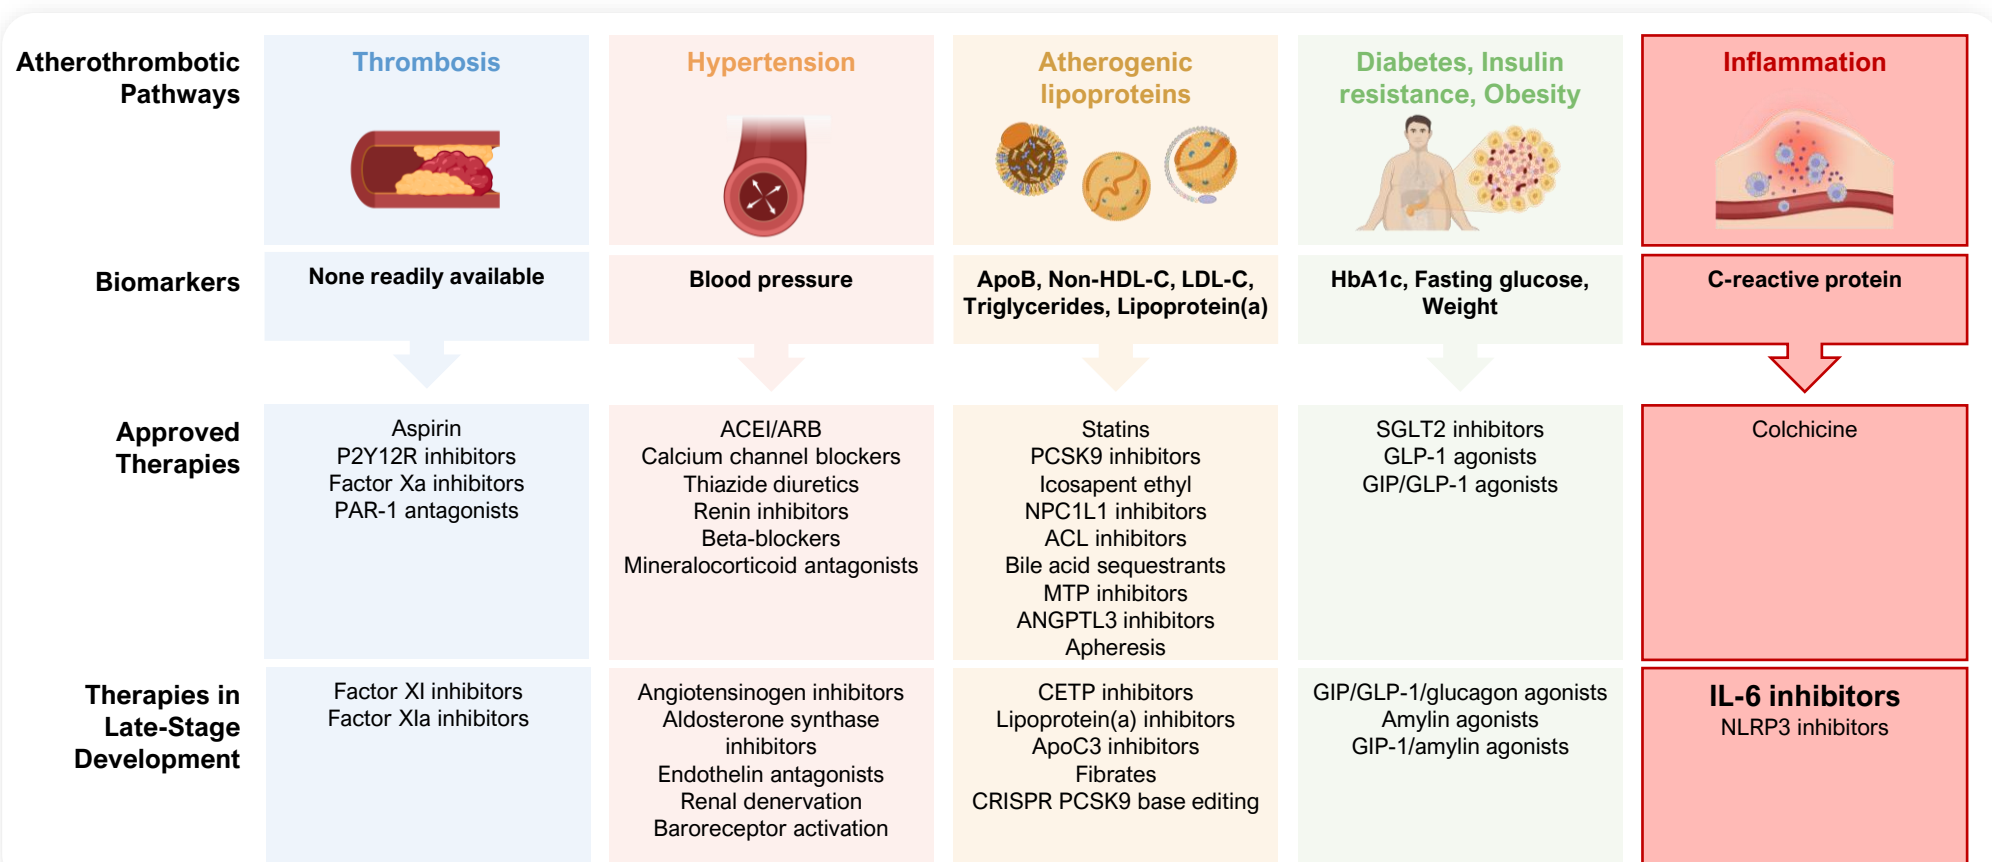 Atherothrombotic
Pathways
Thrombosis
Hypertension
Atherogenic
lipoproteins
Diabetes, Insulin
resistance, Obesity
Inflammation
Biomarkers
None readily available
Blood pressure
ApoB, Non-HDL-C, LDL-C,
Triglycerides, Lipoprotein(a)
HbA1c, Fasting glucose,
Weight
C-reactive protein
Approved
Therapies
Aspirin
P2Y12R inhibitors
Factor Xa inhibitors
PAR-1 antagonists
ACEI/ARB
Calcium channel blockers
Thiazide diuretics
Renin inhibitors
Beta-blockers
Mineralocorticoid antagonists
Statins
PCSK9 inhibitors
Icosapent ethyl
NPC1L1 inhibitors
ACL inhibitors
Bile acid sequestrants
MTP inhibitors
ANGPTL3 inhibitors
Apheresis
SGLT2 inhibitors
GLP-1 agonists
GIP/GLP-1 agonists
Colchicine
Therapies in
Late-Stage
Development
Factor XI inhibitors
Factor XIa inhibitors
Angiotensinogen inhibitors
Aldosterone synthase
inhibitors
Endothelin antagonists
Renal denervation
Baroreceptor activation
CETP inhibitors
Lipoprotein(a) inhibitors
ApoC3 inhibitors
Fibrates
CRISPR PCSK9 base editing
GIP/GLP-1/glucagon agonists
Amylin agonists
GIP-1/amylin agonists
IL-6 inhibitors
NLRP3 inhibitors